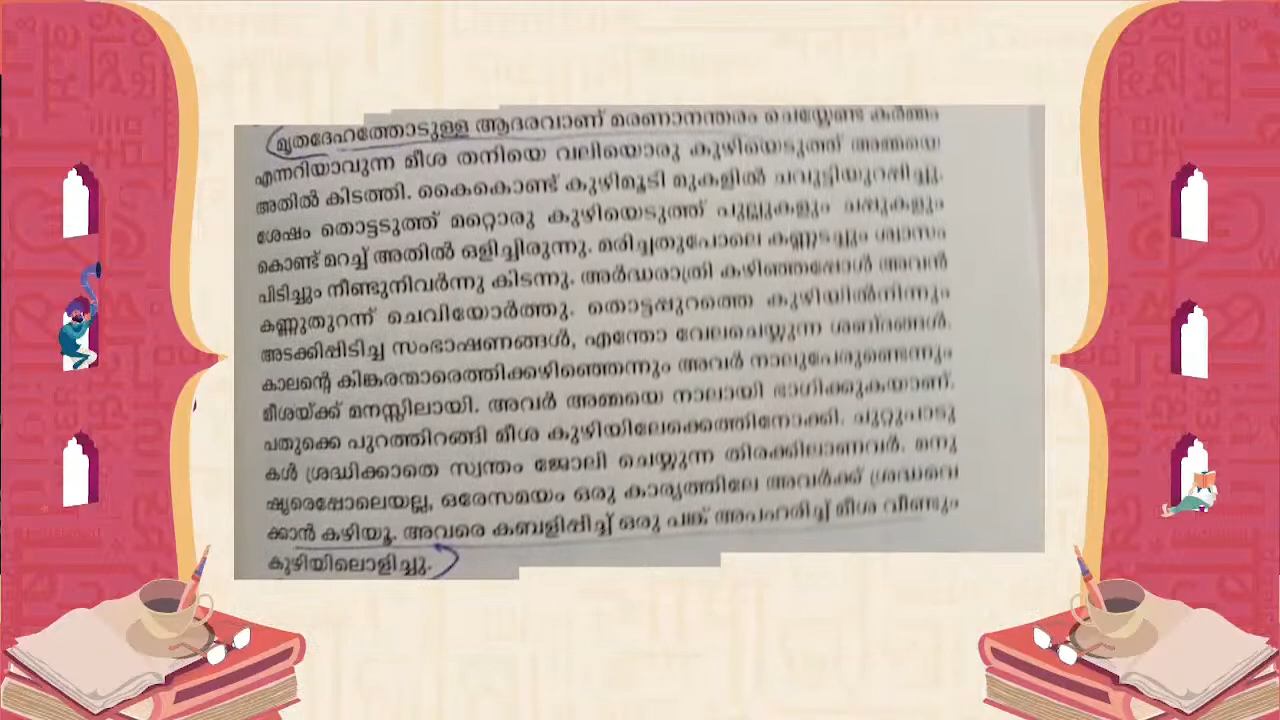 മൃതദേഹത്തോടുള്ള ആദരവാണ് മരണാനന്തരം ചെയ്യേണ്ട കർമ്മം
എന്നറിയാവുന്ന മീശ തനിയെ വലിയൊരു കുഴിയെടുത്ത് അമ്മയെ
അതിൽ കിടത്തി. കൈകൊണ്ട് കുഴിമൂടി മുകളിൽ ചവുട്ടിയുറപ്പിച്ചു.
ശേഷം തൊട്ടടുത്ത് മറ്റൊരു കുഴിയെടുത്ത് പുല്ലുകളും ചപ്പുകളും
കൊണ്ട് മറച്ച് അതിൽ ഒളിച്ചിരുന്നു. മരിച്ചതുപോലെ കണ്ണടച്ചും ശ്വാസം
പിടിച്ചും നീണ്ടുനിവർന്നു കിടന്നു. അർദ്ധരാത്രി കഴിഞ്ഞപ്പോൾ അവൻ
കണ്ണുതുറന്ന് ചെവിയോർത്തു. തൊട്ടപ്പുറത്തെ കുഴിയിൽനിന്നും
അടക്കിപ്പിടിച്ച സംഭാഷണങ്ങൾ, എന്തോ വേലചെയ്യുന്ന ശബ്ദങ്ങൾ.
കാലന്റെ കിങ്കരന്മാരെത്തിക്കഴിഞ്ഞെന്നും അവർ നാലുപേരുണ്ടെന്നും
മീശയ്ക്ക് മനസ്സിലായി. അവർ അമ്മയെ നാലായി ഭാഗിക്കുകയാണ്.
പതുക്കെ പുറത്തിറങ്ങി മീശ കുഴിയിലേക്കെത്തിനോക്കി. ചുറ്റുപാടു
കൾ ശ്രദ്ധിക്കാതെ സ്വന്തം ജോലി ചെയ്യുന്ന തിരക്കിലാണവർ. മനു
ഷ്യരെപ്പോലെയല്ല, ഒരേസമയം ഒരു കാര്യത്തിലേ അവർക്ക് ശ്രദ്ധവെ
ക്കാൻ കഴിയൂ. അവരെ കബളിപ്പിച്ച് ഒരു പങ്ക് അപഹരിച്ച് മീശ വീണ്ടും
കുഴിയിലൊളിച്ചു.